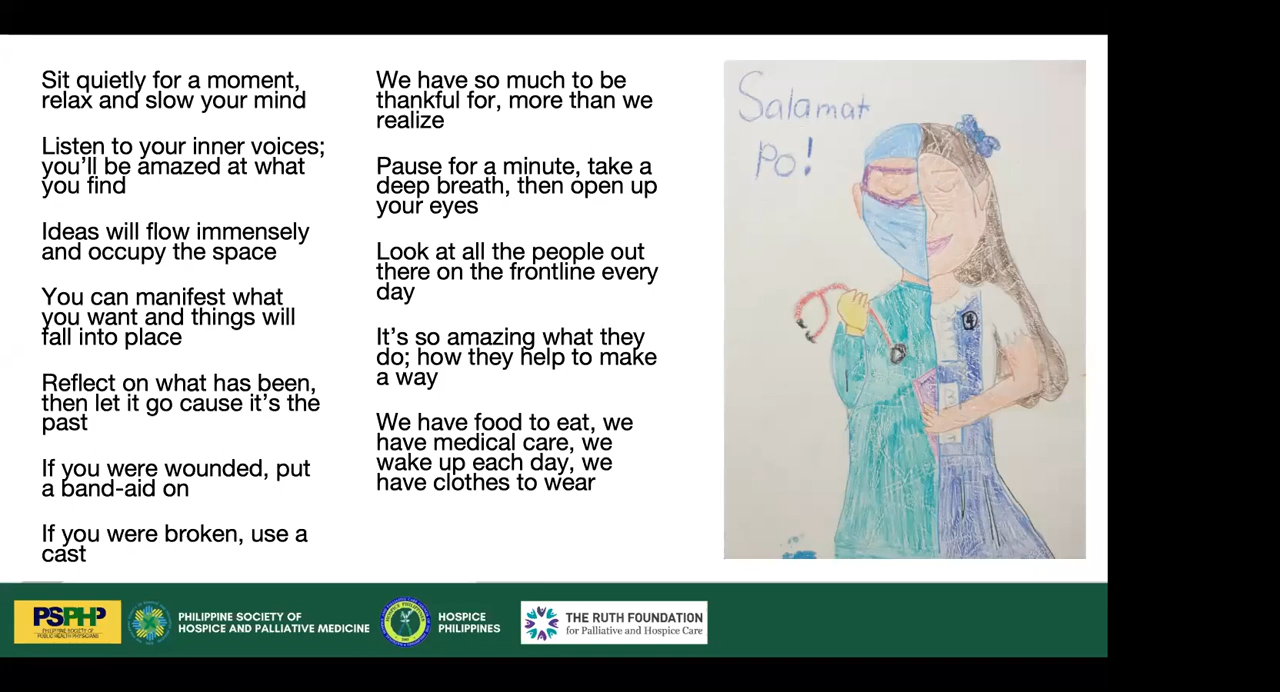 Sit quietly for a moment,
relax and slow your mind
Listen to your inner voices;
you'll be amazed at what
you find
Ideas will flow immensely
and occupy the space
You can manifest what
you want and things will
fall into place
Reflect on what has been,
then let it go cause it's the
past
If you were wounded, put
a band-aid on
If you were broken, use a
cast
We have so much to be
thankful for, more than we
realize
Pause for a minute, take a
deep breath, then open up
your eyes
Look at all the people out
there on the frontline every
day
It's so amazing what they
do; how they help to make
a way
We have food to eat, we
have medical care, we
wake up each day, we
have clothes to wear
Salamat
Po!
PSPHP
PHILIPPINE SOCIETY OF
PUBLIC HEALTH PHYSICIANS
PHILIPPINE SOCIETY OF
HOSPICE AND PALLIATIVE MEDICINE
HOSPICE
PHILIPPINES
THE RUTH FOUNDATION
for Palliative and Hospice Care